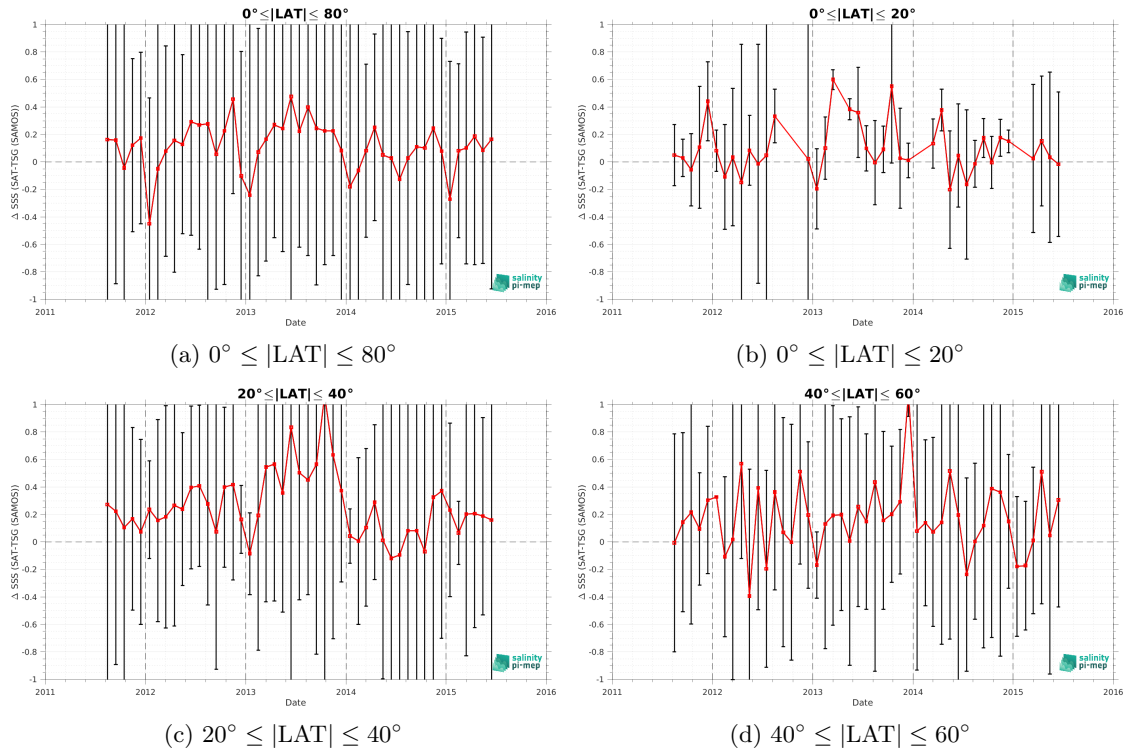 0°≤|LAT|≤ 80°
Δ SSS (SAT-TSG (SAMOS))
1
0.8
0.6
0.4
0.2
0
-0.2
-0.4
-0.6
-0.8
-1
2011 2012 2013 2014 2015 2016
Date
salinity
pi-mep
(a) 0° ≤ |LAT| ≤ 80°
0°≤|LAT|≤ 20°
Δ SSS (SAT-TSG (SAMOS))
1
0.8
0.6
0.4
0.2
0
-0.2
-0.4
-0.6
-0.8
-1
2011 2012 2013 2014 2015 2016
Date
salinity
pi-mep
(b) 0° ≤ |LAT| ≤ 20°
20°≤|LAT|≤ 40°
Δ SSS (SAT-TSG (SAMOS))
1
0.8
0.6
0.4
0.2
0
-0.2
-0.4
-0.6
-0.8
-1
2011 2012 2013 2014 2015 2016
Date
salinity
pi-mep
(c) 20° ≤ |LAT| ≤ 40°
40°≤|LAT|≤ 60°
Δ SSS (SAT-TSG (SAMOS))
1
0.8
0.6
0.4
0.2
0
-0.2
-0.4
-0.6
-0.8
-1
2011 2012 2013 2014 2015 2016
Date
salinity
pi-mep
(d) 40° ≤ |LAT| ≤ 60°